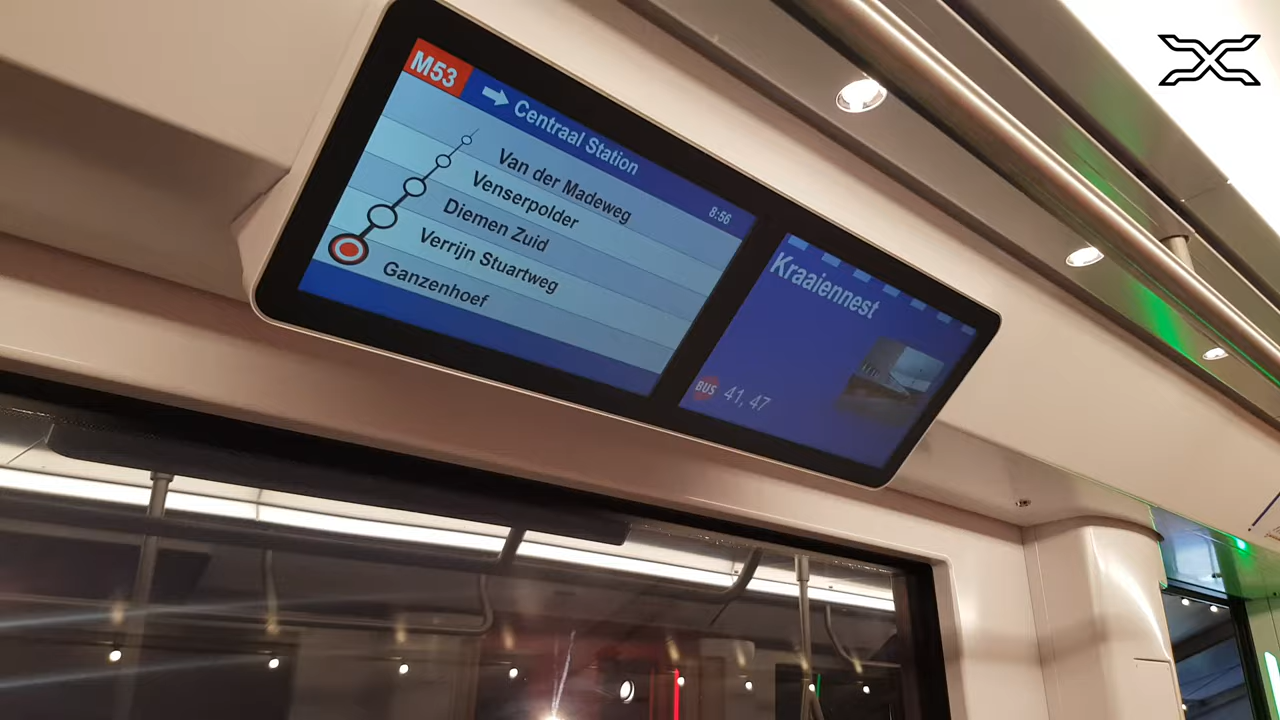 M53
Centraal Station
8:56
Van der Madeweg
Venserpolder
Diemen Zuid
Verrijn Stuartweg
Ganzenhoef
Kraaiennest
BUS 41, 47